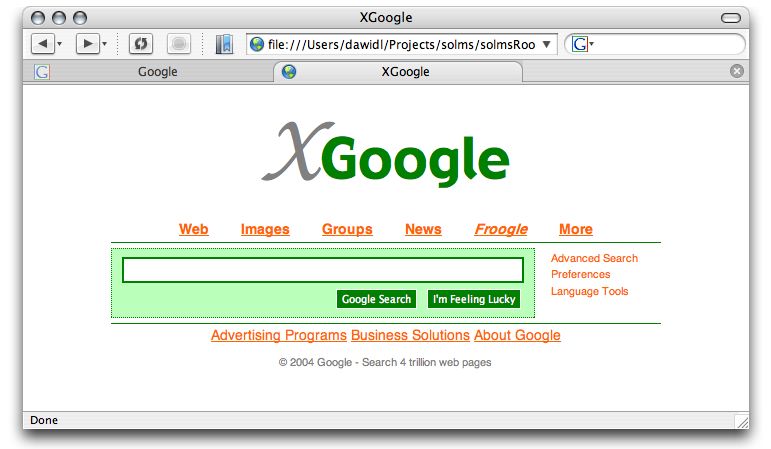 XGoogle
file:///Users/dawidl/Projects/solms/solmsRoo
G
G Google XGoogle
XGoogle
Web Images Groups News Froogle More
Advanced Search
Preferences
Language Tools
Google Search I'm Feeling Lucky
Advertising Programs Business Solutions About Google
© 2004 Google - Search 4 trillion web pages
Done